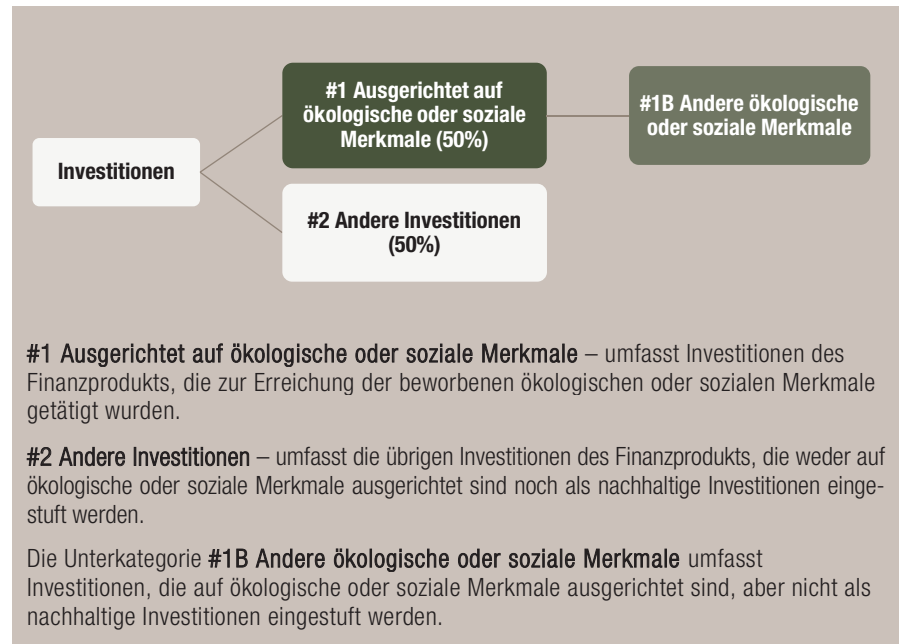 #1 Ausgerichtet auf
ökologische oder soziale
Merkmale (50%)
#1B Andere ökologische
oder soziale Merkmale
Investitionen
#2 Andere Investitionen
(50%)
#1 Ausgerichtet auf ökologische oder soziale Merkmale – umfasst Investitionen des
Finanzprodukts, die zur Erreichung der beworbenen ökologischen oder sozialen Merkmale
getätigt wurden.
#2 Andere Investitionen – umfasst die übrigen Investitionen des Finanzprodukts, die weder auf
ökologische oder soziale Merkmale ausgerichtet sind noch als nachhaltige Investitionen einge-
stuft werden.
Die Unterkategorie #1B Andere ökologische oder soziale Merkmale umfasst
Investitionen, die auf ökologische oder soziale Merkmale ausgerichtet sind, aber nicht als
nachhaltige Investitionen eingestuft werden.